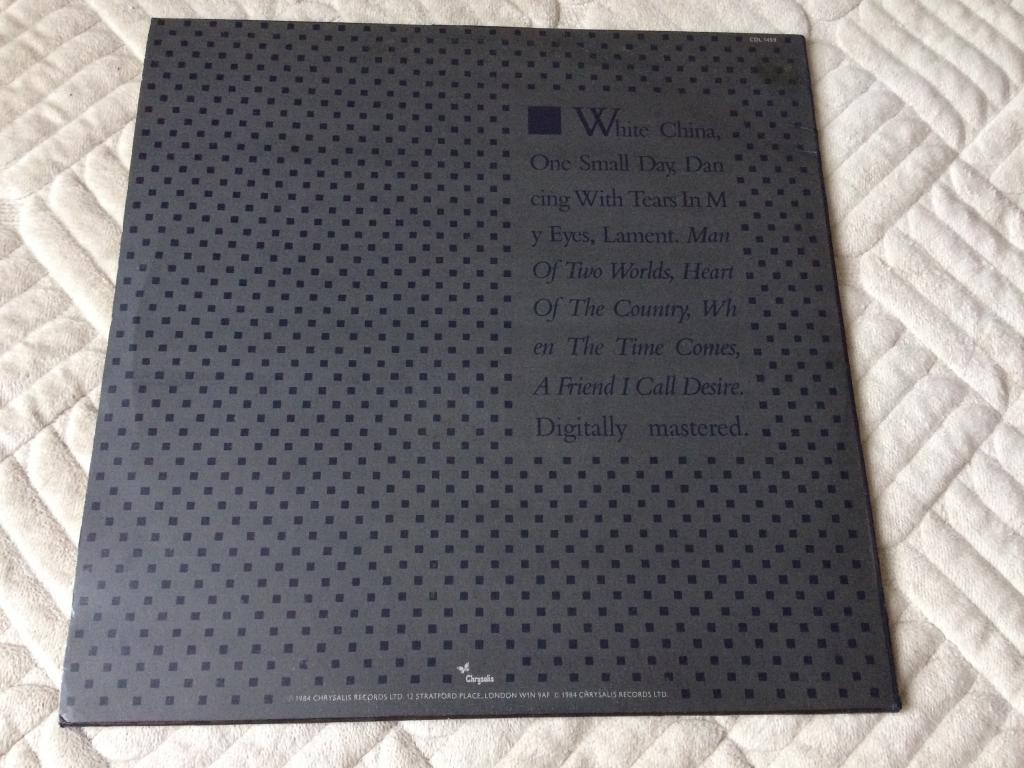 CDL 1459
White China,
One Small Day, Dan
cing With Tears In M
y Eyes, Lament. Man
Of Two Worlds, Heart
Of The Country, Wh
en The Time Comes,
A Friend I Call Desire.
Digitally mastered.
Chrysalis
℗ 1984 CHRYSALIS RECORDS LTD. 12 STRATFORD PLACE, LONDON W1N 9AF © 1984 CHRYSALIS RECORDS LTD.